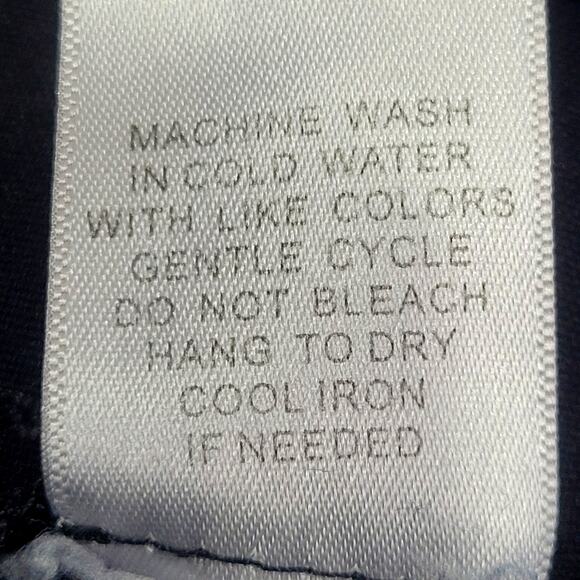 MACHINE WASH
IN COLD WATER
WITH LIKE COLORS
GENTLE CYCLE
DO NOT BLEACH
HANG TO DRY
COOL IRON
IF NEEDED